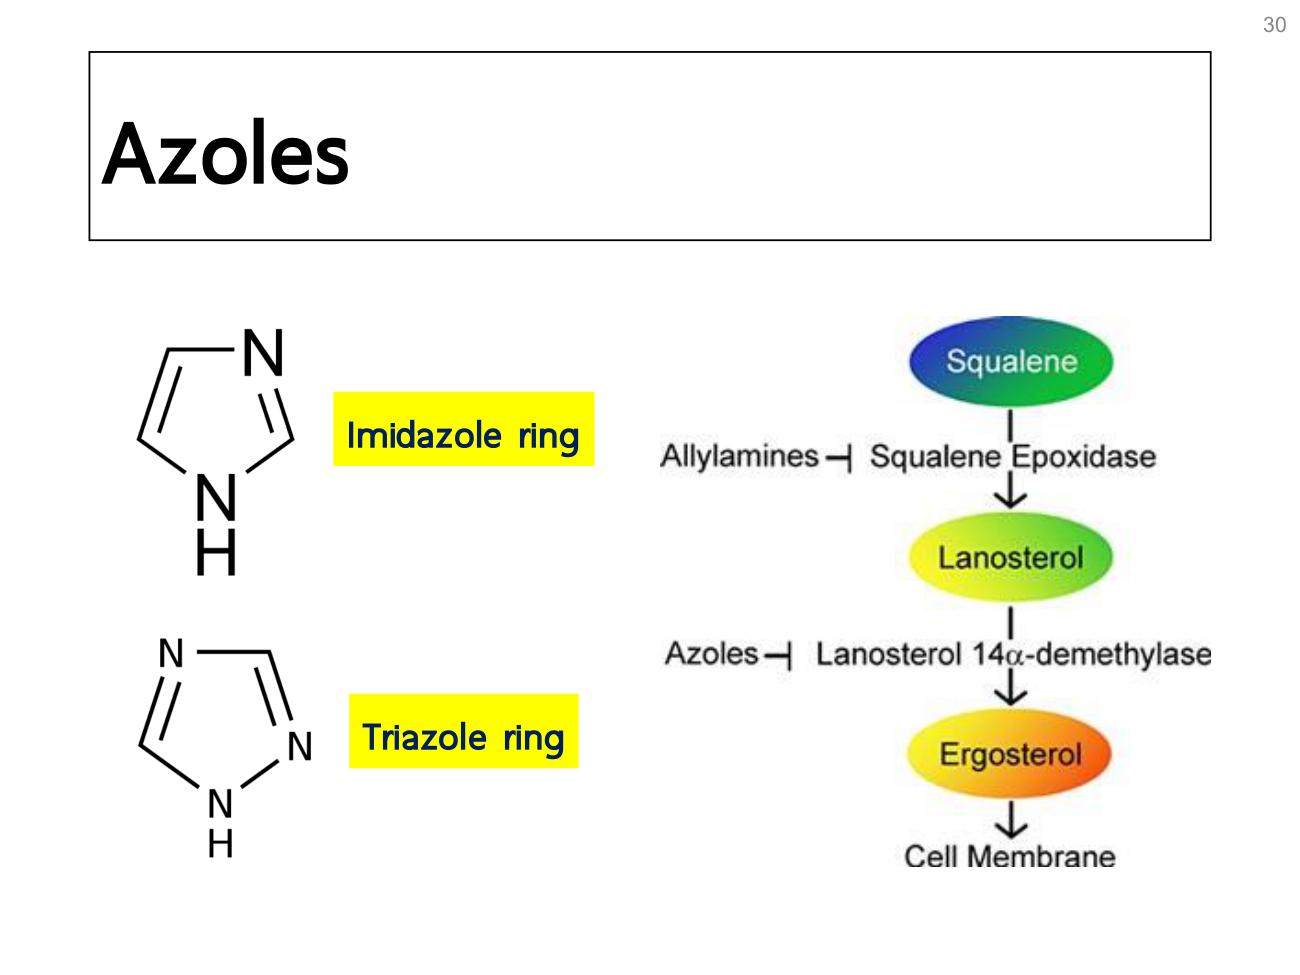 30
Azoles
N
N
H
Imidazole ring
N
N
N
H
Triazole ring
Squalene
Allylamines
Squalene Epoxidase
Lanosterol
Azoles
Lanosterol 14α-demethylase
Ergosterol
Cell Membrane